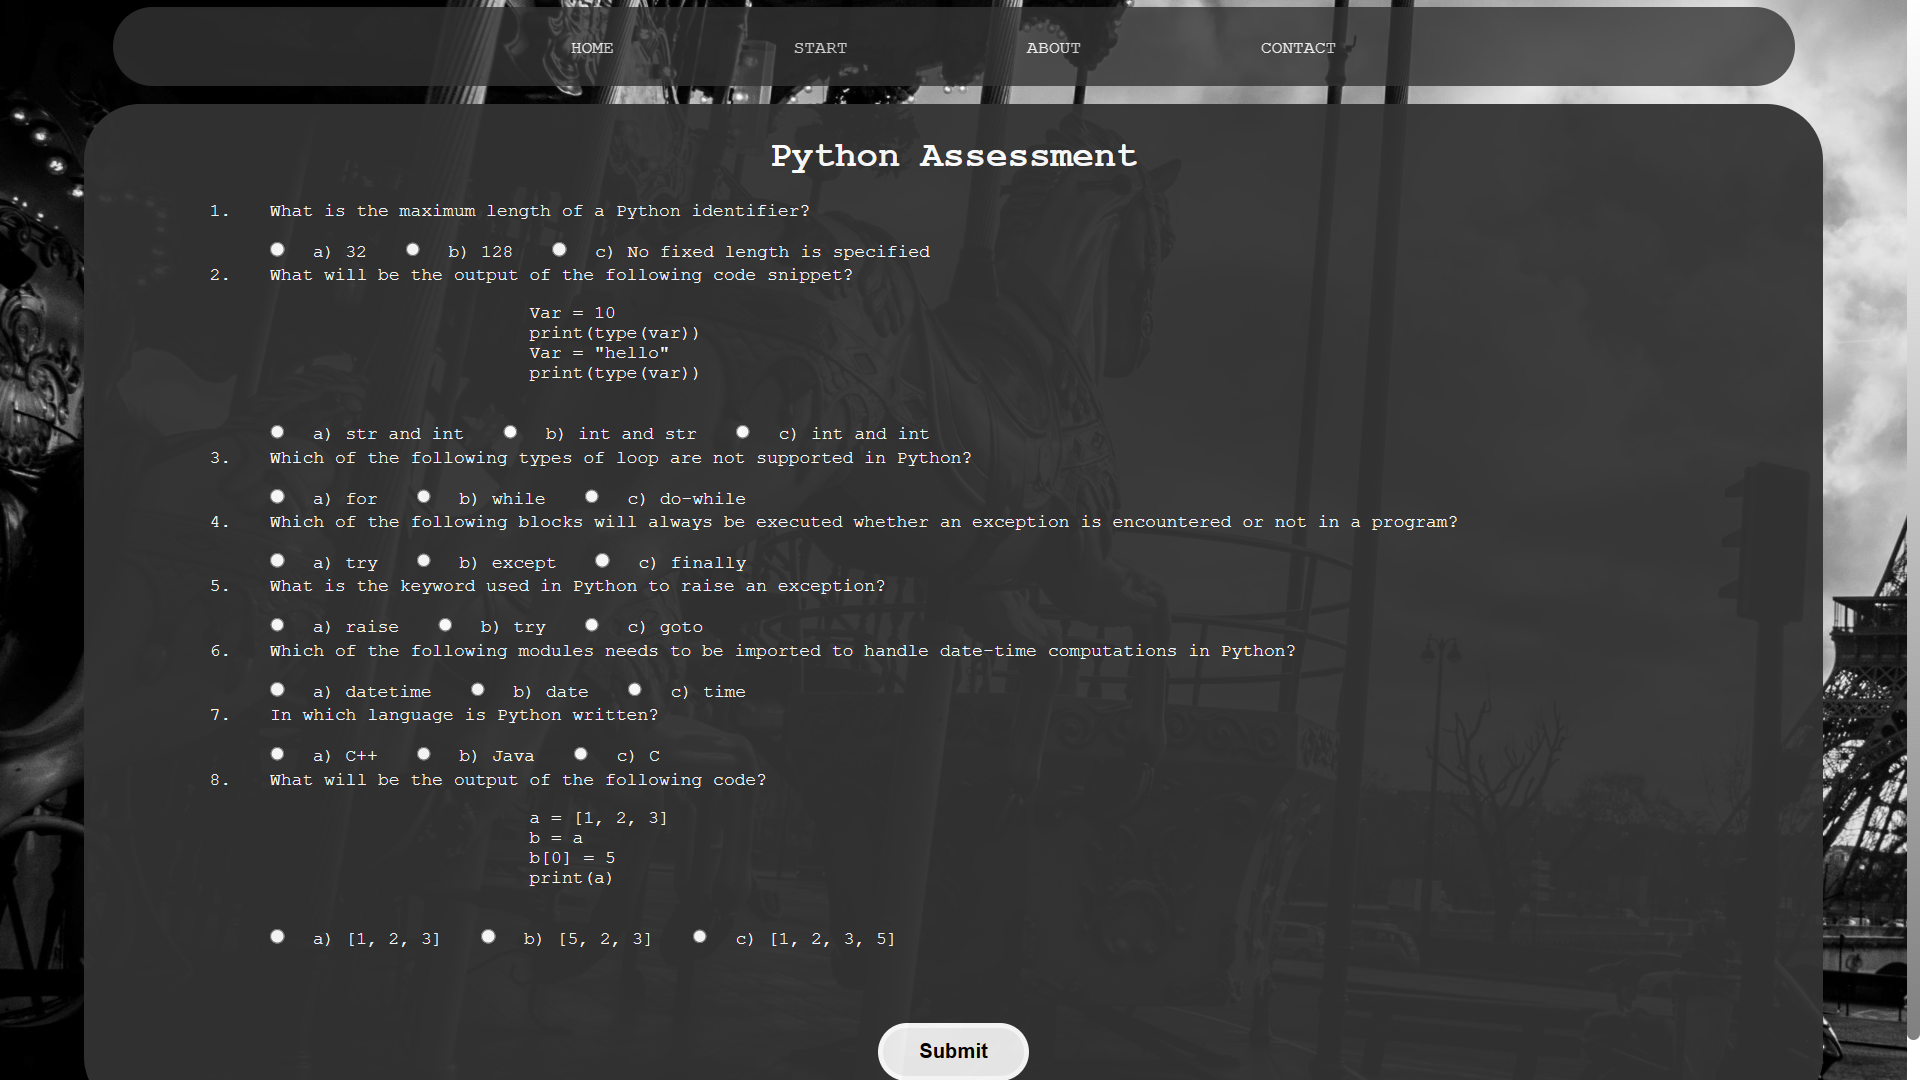 HOME START ABOUT CONTACT
Python Assessment
1. What is the maximum length of a Python identifier?
a) 32 b) 128 c) No fixed length is specified
2. What will be the output of the following code snippet?
Var = 10
print(type(var))
Var = "hello"
print(type(var))
a) str and int b) int and str c) int and int
3. Which of the following types of loop are not supported in Python?
a) for b) while c) do-while
4. Which of the following blocks will always be executed whether an exception is encountered or not in a program?
a) try b) except c) finally
5. What is the keyword used in Python to raise an exception?
a) raise b) try c) goto
6. Which of the following modules needs to be imported to handle date-time computations in Python?
a) datetime b) date c) time
7. In which language is Python written?
a) C++ b) Java c) C
8. What will be the output of the following code?
a = [1, 2, 3]
b = a
b[0] = 5
print(a)
a) [1, 2, 3] b) [5, 2, 3] c) [1, 2, 3, 5]
Submit